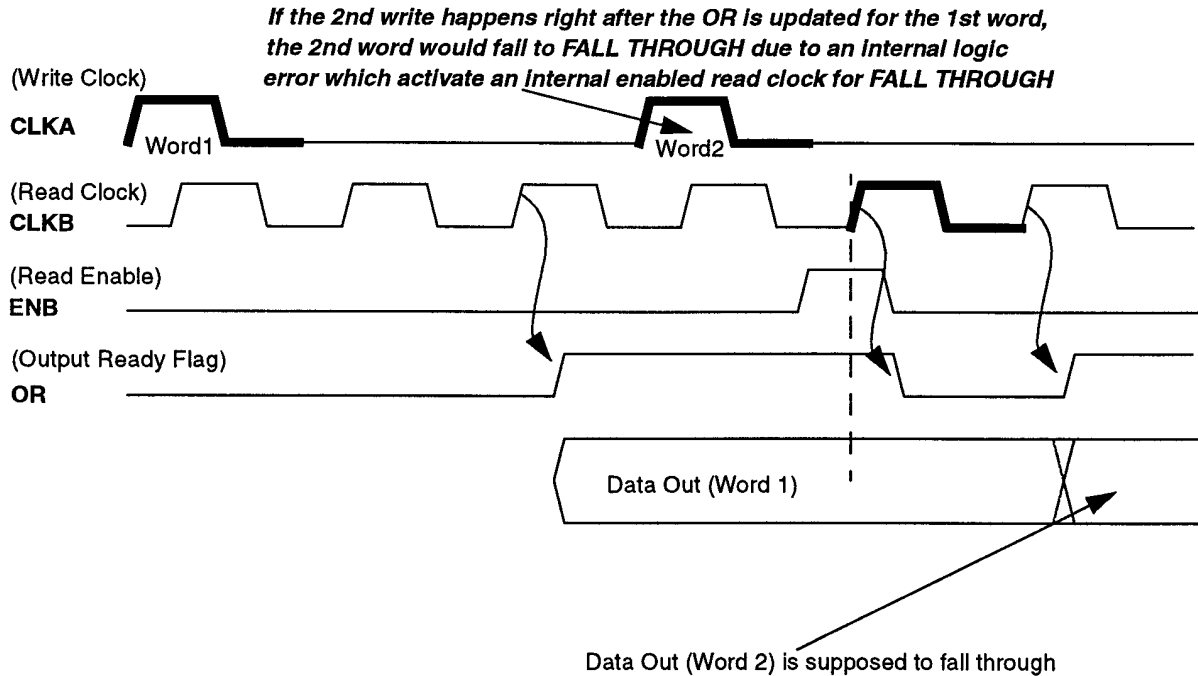 If the 2nd write happens right after the OR is updated for the 1st word,
the 2nd word would fail to FALL THROUGH due to an internal logic
error which activate an internal enabled read clock for FALL THROUGH
(Write Clock)
CLKA
Word1
Word2
(Read Clock)
CLKB
(Read Enable)
ENB
(Output Ready Flag)
OR
Data Out (Word 1)
Data Out (Word 2) is supposed to fall through